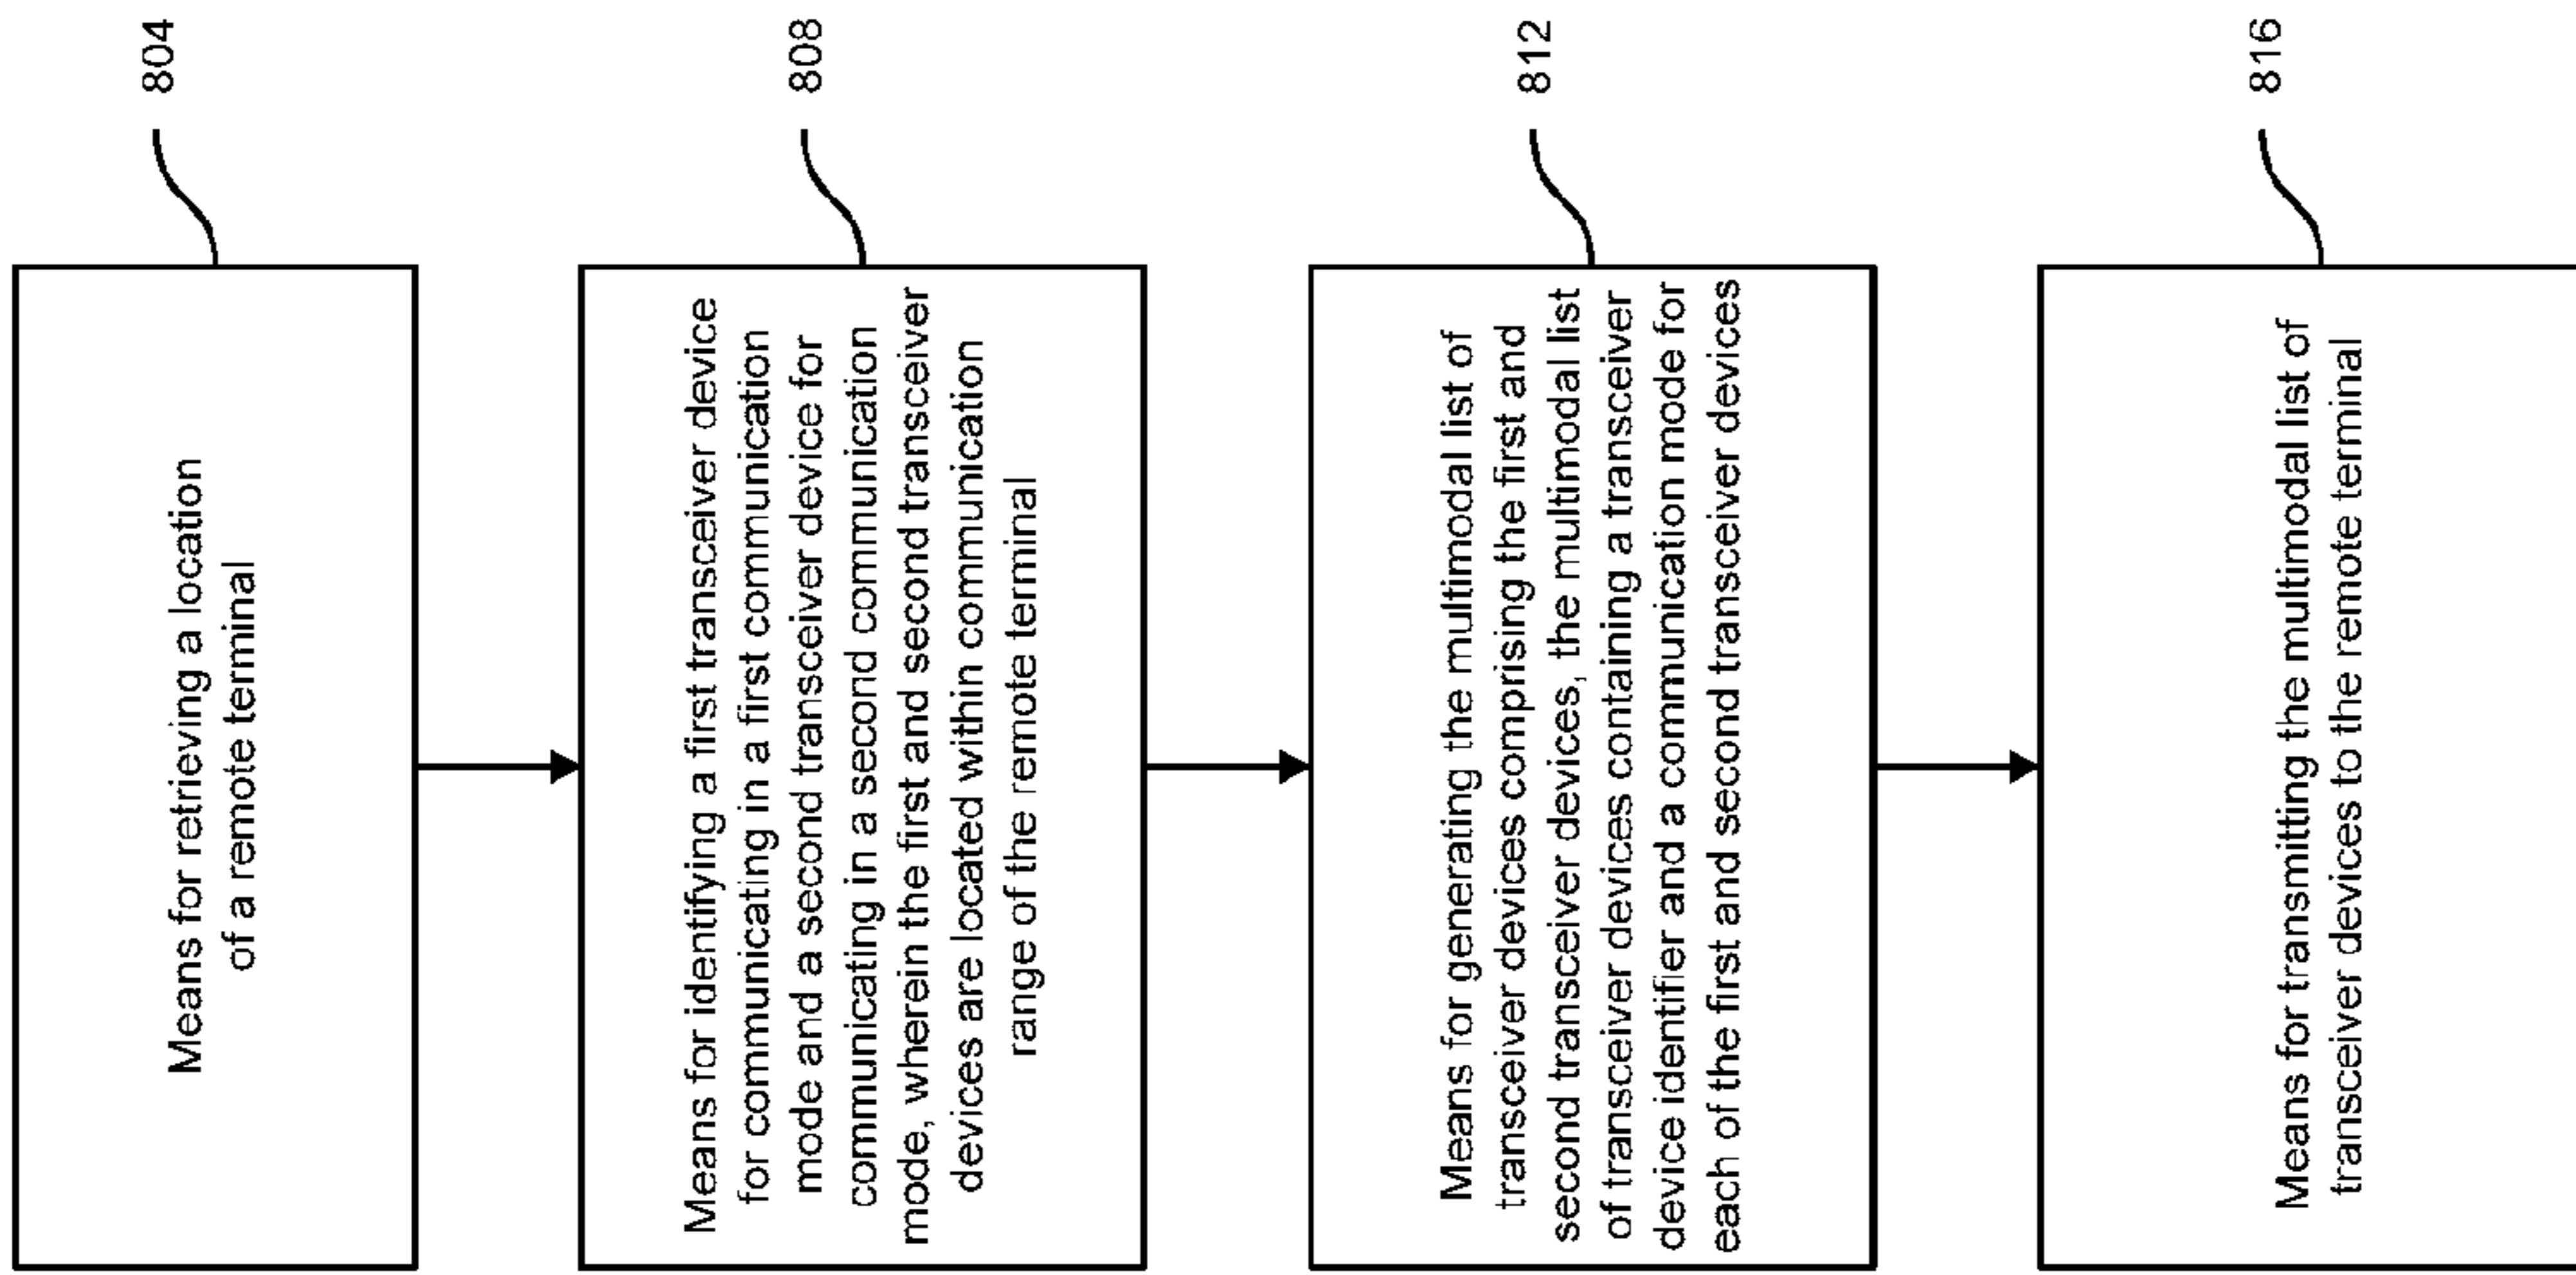 Means for retrieving a location
of a remote terminal
804
Means for identifying a first transceiver device
for communicating in a first communication
mode and a second transceiver device for
communicating in a second communication
mode, wherein the first and second transceiver
devices are located within communication
range of the remote terminal
808
Means for generating the multimodal list of
transceiver devices comprising the first and
second transceiver devices, the multimodal list
of transceiver devices containing a transceiver
device identifier and a communication mode for
each of the first and second transceiver devices
812
Means for transmitting the multimodal list of
transceiver devices to the remote terminal
816